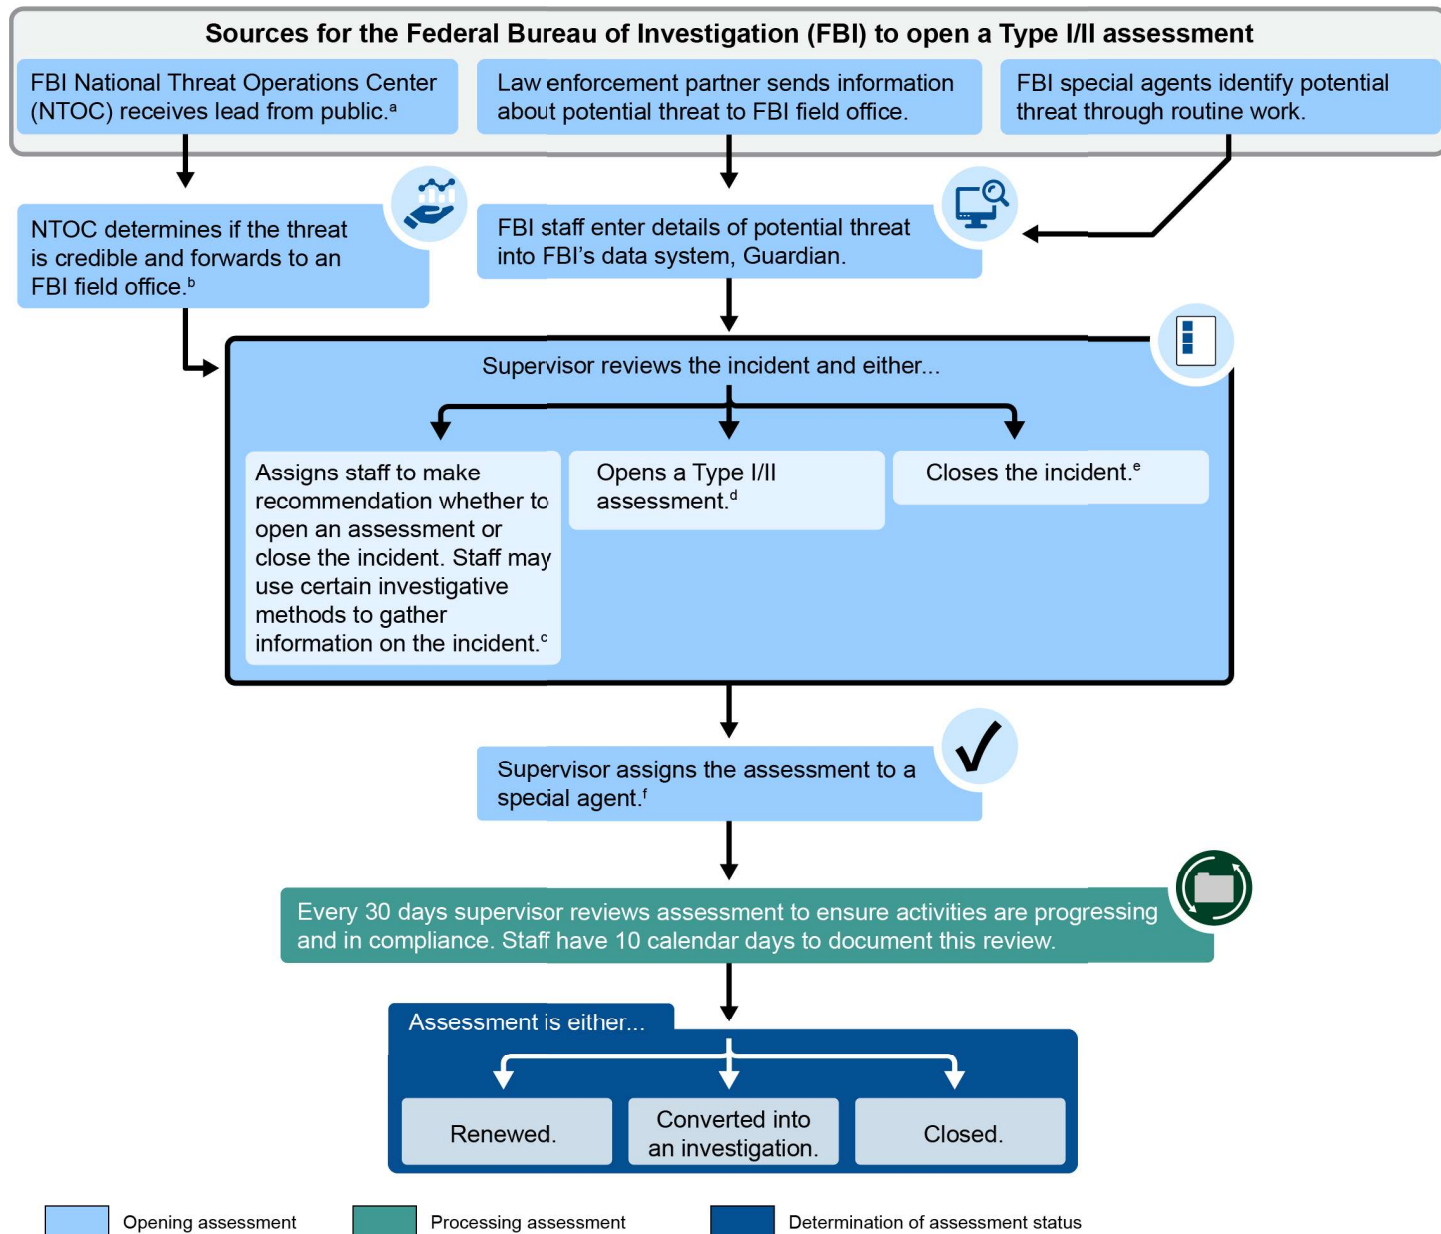 Sources for the Federal Bureau of Investigation (FBI) to open a Type I/II assessment
FBI National Threat Operations Center
(NTOC) receives lead from public.ᵃ
Law enforcement partner sends information
about potential threat to FBI field office.
FBI special agents identify potential
threat through routine work.
NTOC determines if the threat
is credible and forwards to an
FBI field office.ᵇ
FBI staff enter details of potential threat
into FBI’s data system, Guardian.
Supervisor reviews the incident and either...
Assigns staff to make
recommendation whether to
open an assessment or
close the incident. Staff may
use certain investigative
methods to gather
information on the incident.ᶜ
Opens a Type I/II
assessment.ᵈ
Closes the incident.ᵉ
Supervisor assigns the assessment to a
special agent.ᶠ
Every 30 days supervisor reviews assessment to ensure activities are progressing
and in compliance. Staff have 10 calendar days to document this review.
Assessment is either...
Renewed.
Converted into
an investigation.
Closed.
Opening assessment
Processing assessment
Determination of assessment status